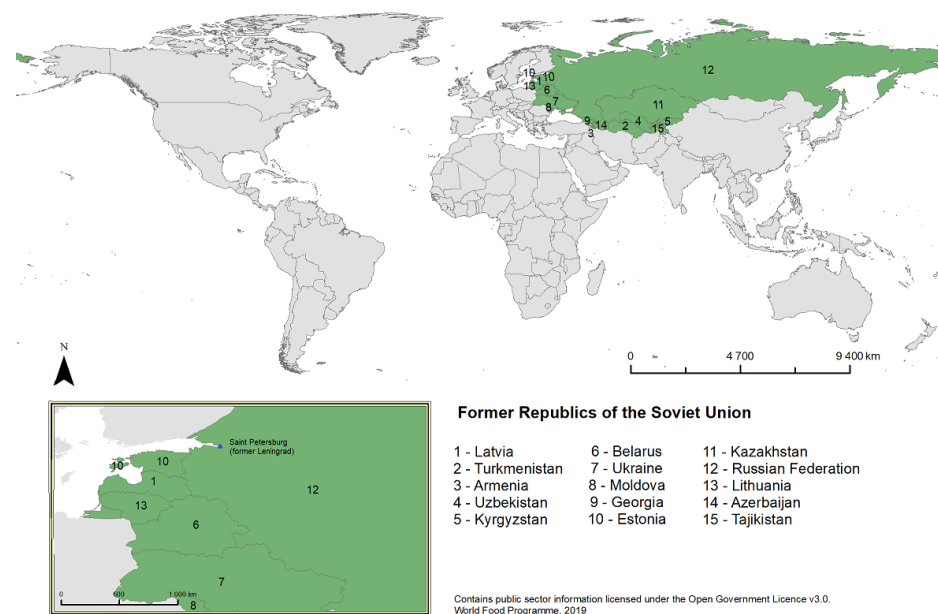 12
10
10
1
13
6
7
8
11
9
14
2
4
5
15
3
N
0 4 700 9 400 km
Former Republics of the Soviet Union
1 - Latvia 6 - Belarus 11 - Kazakhstan
2 - Turkmenistan 7 - Ukraine 12 - Russian Federation
3 - Armenia 8 - Moldova 13 - Lithuania
4 - Uzbekistan 9 - Georgia 14 - Azerbaijan
5 - Kyrgyzstan 10 - Estonia 15 - Tajikistan
Saint Petersburg
(former Leningrad)
10
10
1
12
13
6
7
8
0 600 1 000 km
Contains public sector information licensed under the Open Government Licence v3.0.
World Food Programme, 2019